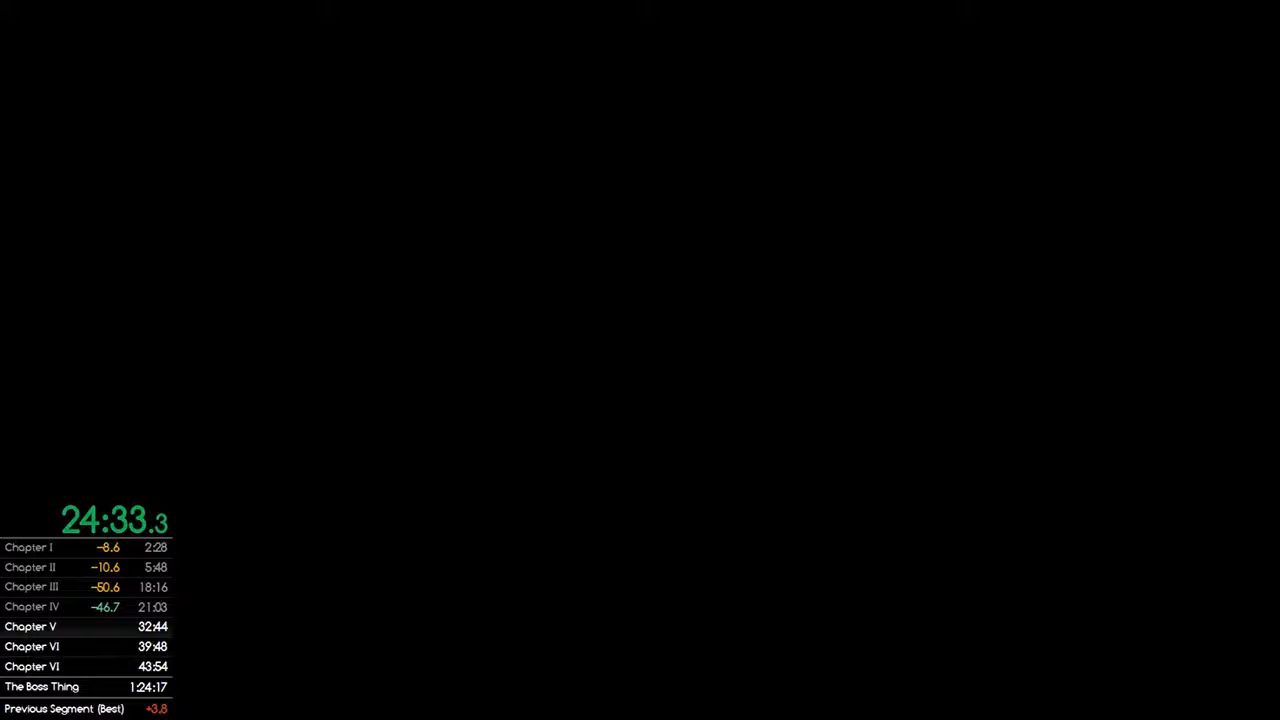 24:33.3
Chapter I -8.6 2:28
Chapter II -10.6 5:48
Chapter III -50.6 18:16
Chapter IV -46.7 21:03
Chapter V 32:44
Chapter VI 39:48
Chapter VI 43:54
The Boss Thing 1:24:17
Previous Segment (Best) +3.8